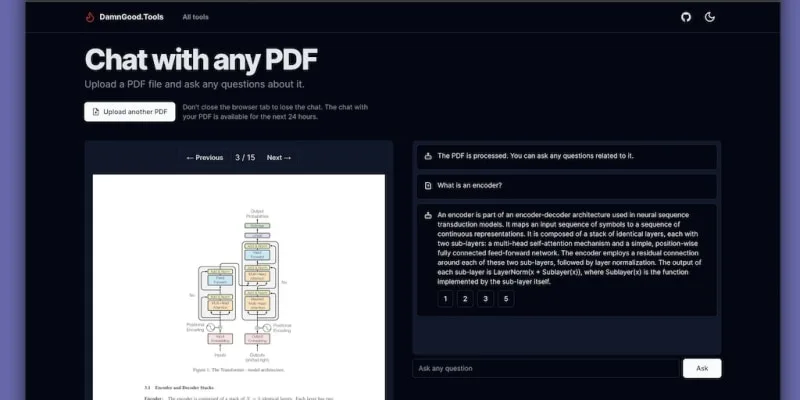 DamnGood.Tools
All tools
Chat with any PDF
Upload a PDF file and ask any questions about it.
Upload another PDF
Don't close the browser tab to lose the chat. The chat with
your PDF is available for the next 24 hours.
← Previous 3 / 15 Next →
Output
Probabilities
Softmax
Linear
Add & Norm
Feed
Forward
Add & Norm
Multi-Head
Attention
Add & Norm
Feed
Forward
Add & Norm
Multi-Head
Attention
Add & Norm
Masked
Multi-Head
Attention
Nx
Nx
Positional
Encoding
Positional
Encoding
Input
Embedding
Output
Embedding
Inputs
Outputs
(shifted right)
Figure 1: The Transformer - model architecture.
3.1 Encoder and Decoder Stacks
Encoder: The encoder is composed of a stack of N = 6 identical layers. Each layer has two
The PDF is processed. You can ask any questions related to it.
What is an encoder?
An encoder is part of an encoder-decoder architecture used in neural sequence
transduction models. It maps an input sequence of symbols to a sequence of
continuous representations. It is composed of a stack of identical layers, each with
two sub-layers: a multi-head self-attention mechanism and a simple, position-wise
fully connected feed-forward network. The encoder employs a residual connection
around each of these two sub-layers, followed by layer normalization. The output of
each sub-layer is LayerNorm(x + Sublayer(x)), where Sublayer(x) is the function
implemented by the sub-layer itself.
1 2 3 5
Ask any question
Ask